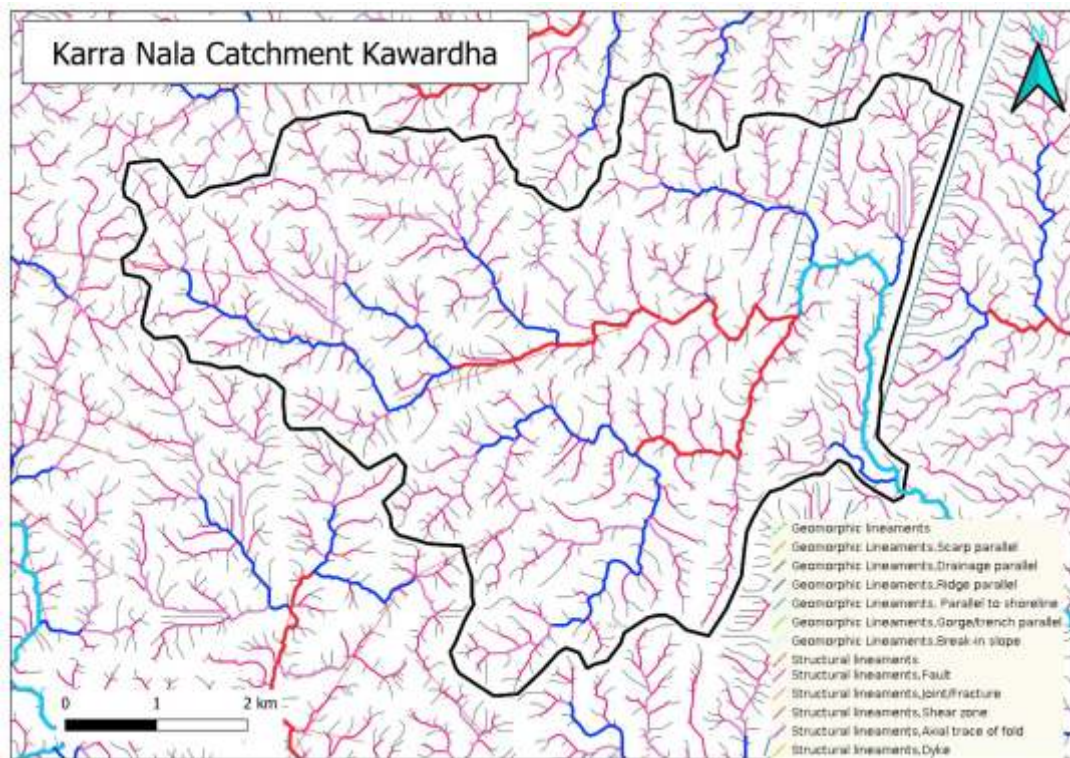 Karra Nala Catchment Kawardha
N
Geomorphic lineaments
Geomorphic Lineaments,Scarp parallel
Geomorphic Lineaments,Drainage parallel
Geomorphic Lineaments,Ridge parallel
Geomorphic Lineaments, Parallel to shoreline
Geomorphic Lineaments,Gorge/trench parallel
Geomorphic Lineaments,Break in slope
Structural lineaments
Structural lineaments,Fault
Structural lineaments,Joint/Fracture
Structural lineaments,Shear zone
Structural lineaments,Axial trace of fold
Structural lineaments,Dyke
0 1 2 km